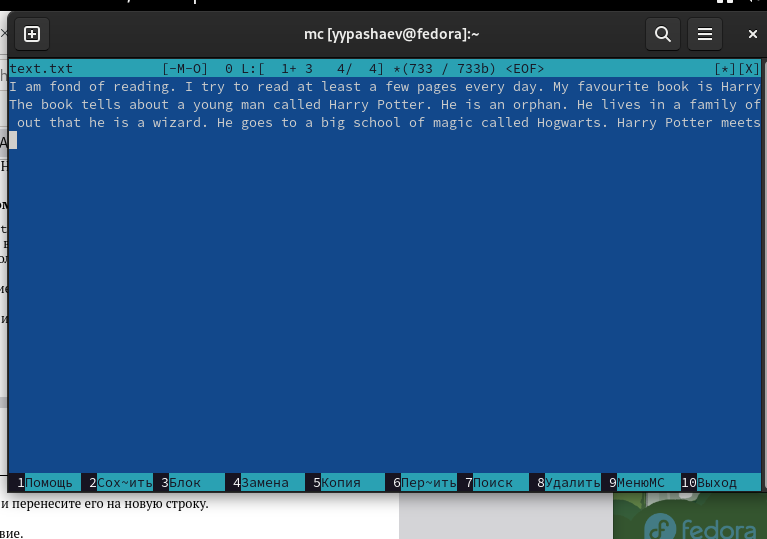 mc [yypashaev@fedora]:~
text.txt [-M-O] 0 L:[ 1+ 3 4/ 4] *(733 / 733b) <EOF> [*][X]
I am fond of reading. I try to read at least a few pages every day. My favourite book is Harry
The book tells about a young man called Harry Potter. He is an orphan. He lives in a family of
out that he is a wizard. He goes to a big school of magic called Hogwarts. Harry Potter meets
1Помощь 2Сох~ить 3Блок 4Замена 5Копия 6Пер~ить 7Поиск 8Удалить 9МенюMC 10Выход
и перенесите его на новую строку.
вие.
fedora